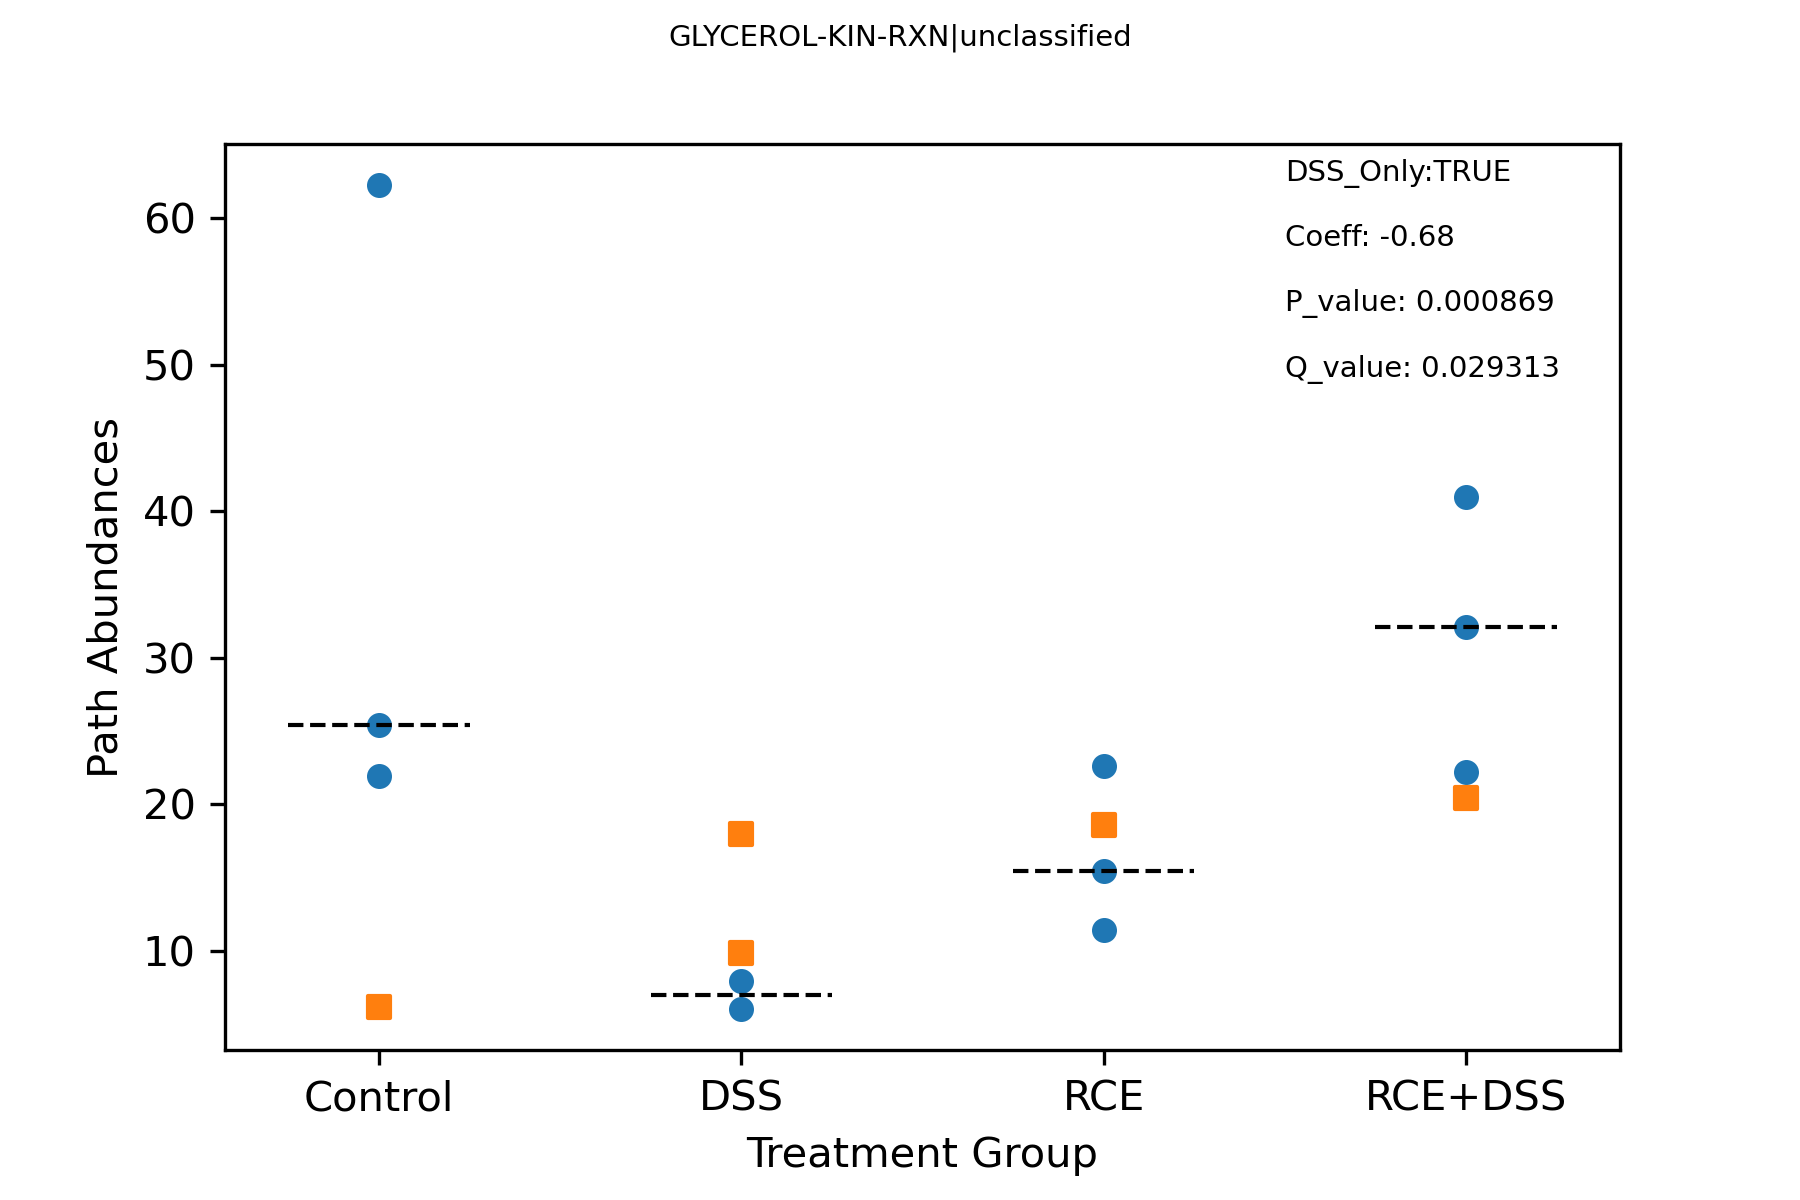 GLYCEROL-KIN-RXN|unclassified
DSS_Only:TRUE
Coeff: -0.68
P_value: 0.000869
Q_value: 0.029313
Path Abundances
60
50
40
30
20
10
Control DSS RCE RCE+DSS
Treatment Group